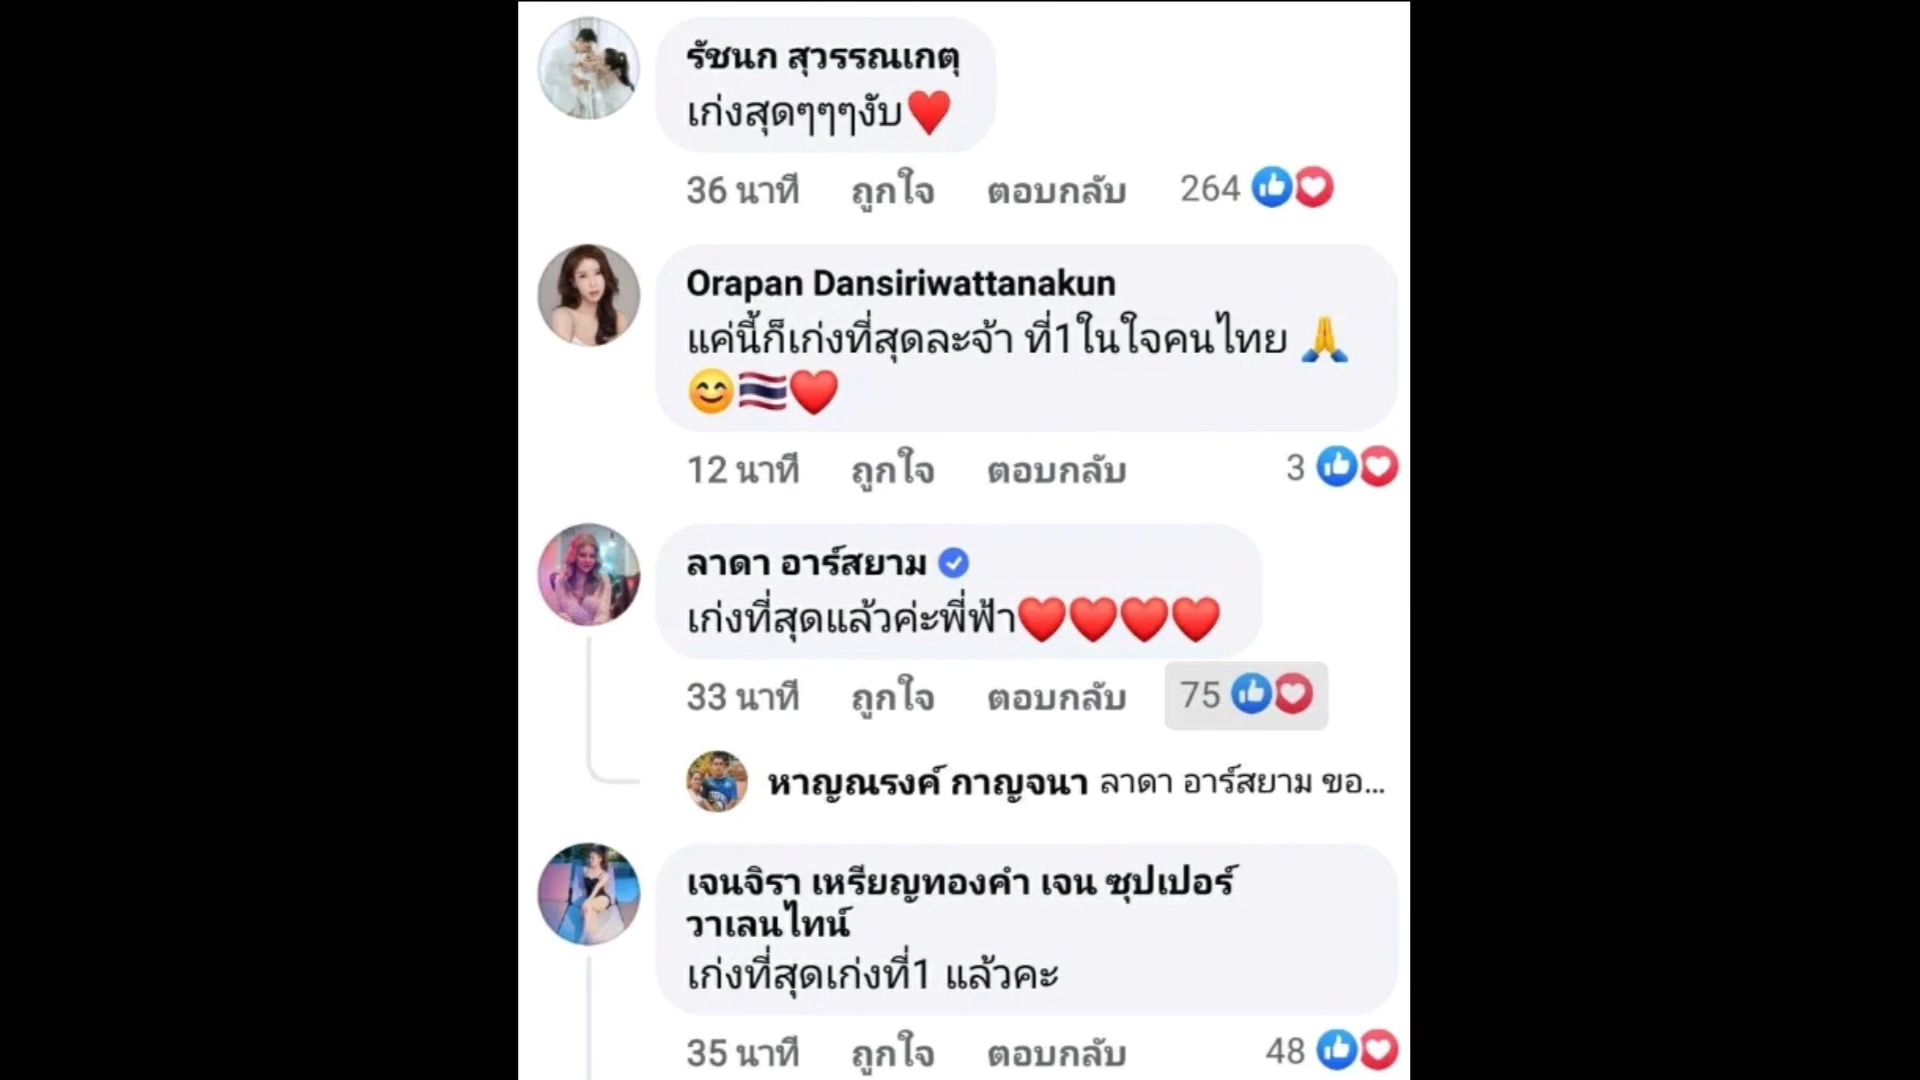 รัชนก สุวรรณเกตุ
เก่งสุดๆๆๆงับ❤️
36 นาที ถูกใจ ตอบกลับ 264
Orapan Dansiriwattanakun
แค่นี้ก็เก่งที่สุดละจ้า ที่1ในใจคนไทย 🙏
😊🇹🇭❤️
12 นาที ถูกใจ ตอบกลับ 3
ลาดา อาร์สยาม
เก่งที่สุดแล้วค่ะพี่ฟ้า❤️❤️❤️❤️
33 นาที ถูกใจ ตอบกลับ 75
หาญณรงค์ กาญจนา ลาดา อาร์สยาม ขอ...
เจนจิรา เหรียญทองคำ เจน ซุปเปอร์
วาเลนไทน์
เก่งที่สุดเก่งที่1 แล้วคะ
35 นาที ถูกใจ ตอบกลับ 48